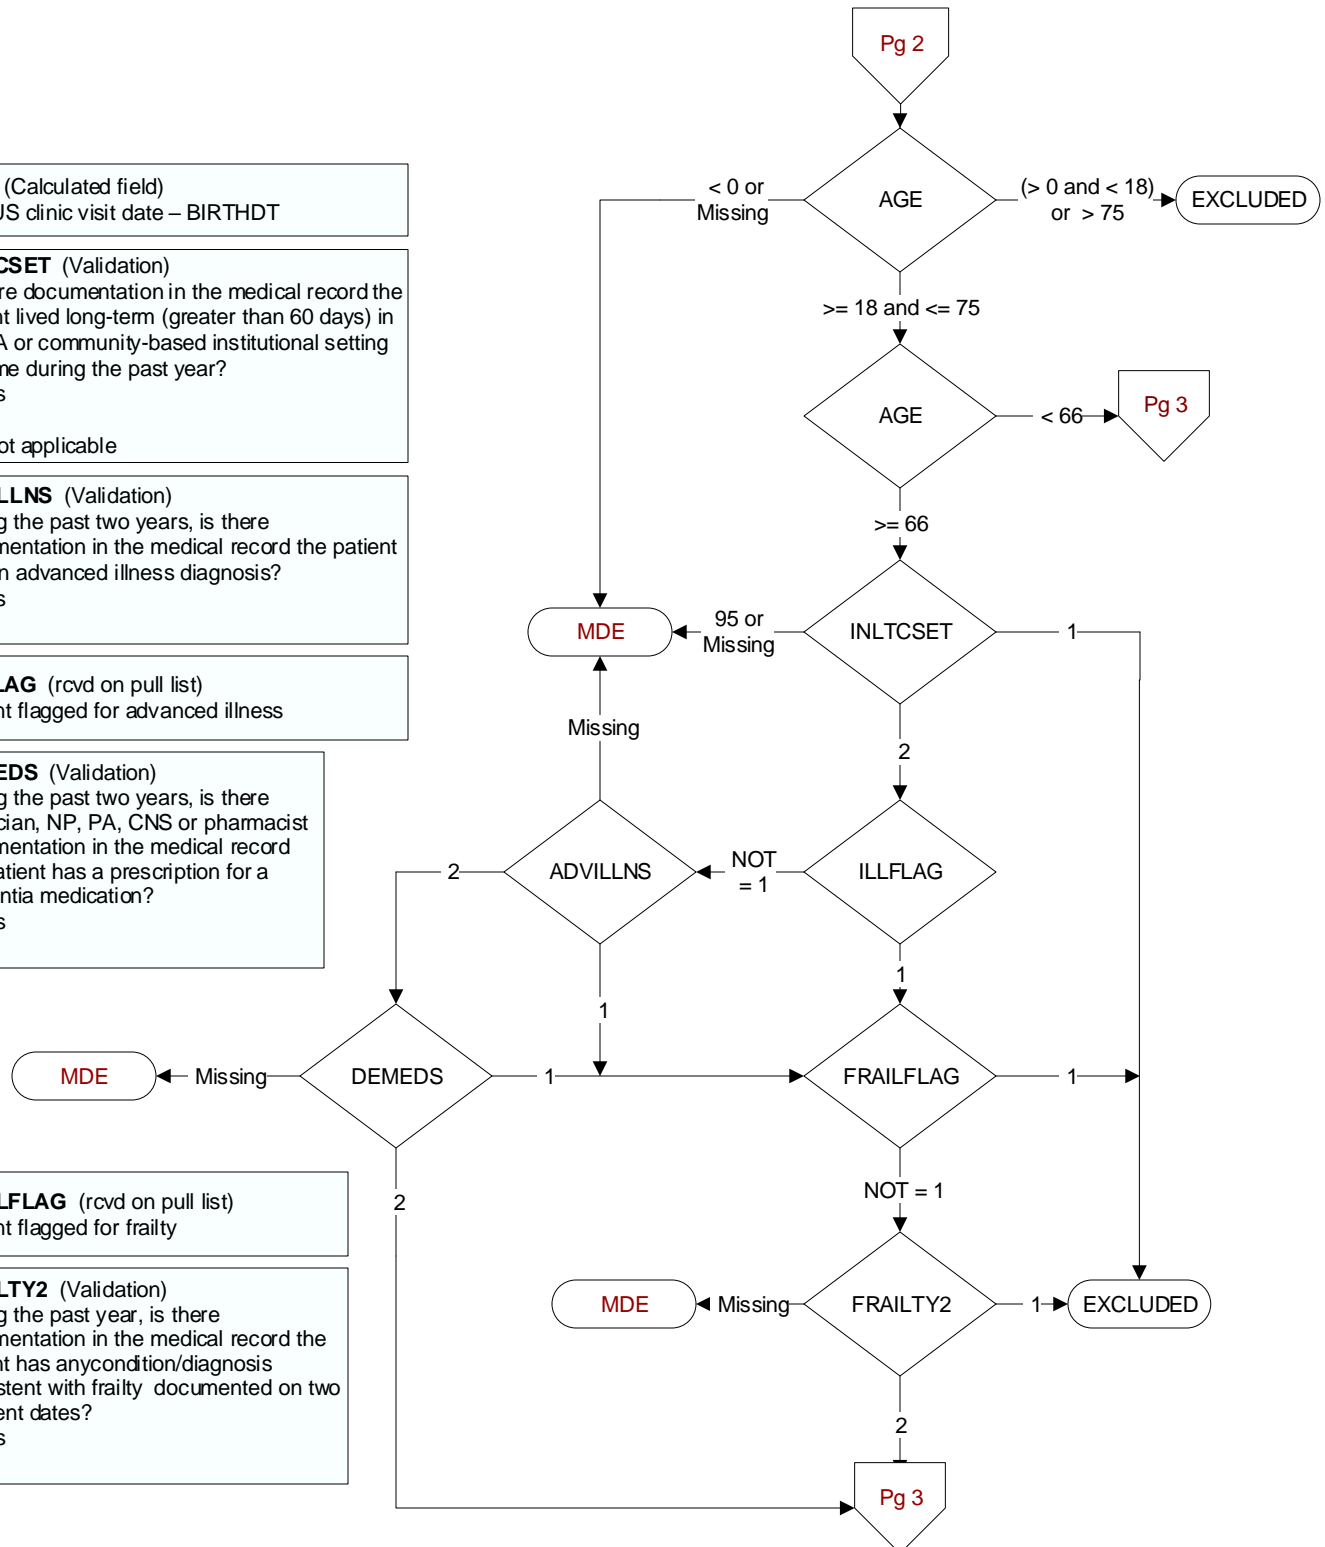 Pg 2
AGE
< 0 or
Missing
(> 0 and < 18)
or > 75
EXCLUDED
>= 18 and <= 75
AGE
< 66
Pg 3
>= 66
INLTCSET
95 or
Missing
MDE
1
2
ILLFLAG
NOT
= 1
ADVILLNS
Missing
2
1
1
DEMEDS
Missing
MDE
1
FRAILFLAG
1
2
NOT = 1
FRAILTY2
Missing
MDE
1
EXCLUDED
2
Pg 3
(Calculated field)
US clinic visit date – BIRTHDT
CSET (Validation)
re documentation in the medical record the
nt lived long-term (greater than 60 days) in
A or community-based institutional setting
me during the past year?
s
ot applicable
LLNS (Validation)
g the past two years, is there
mentation in the medical record the patient
n advanced illness diagnosis?
s
LAG (rcvd on pull list)
nt flagged for advanced illness
EDS (Validation)
g the past two years, is there
cian, NP, PA, CNS or pharmacist
mentation in the medical record
patient has a prescription for a
ntia medication?
s
LFLAG (rcvd on pull list)
nt flagged for frailty
LTY2 (Validation)
g the past year, is there
mentation in the medical record the
nt has anycondition/diagnosis
stent with frailty documented on two
ent dates?
s